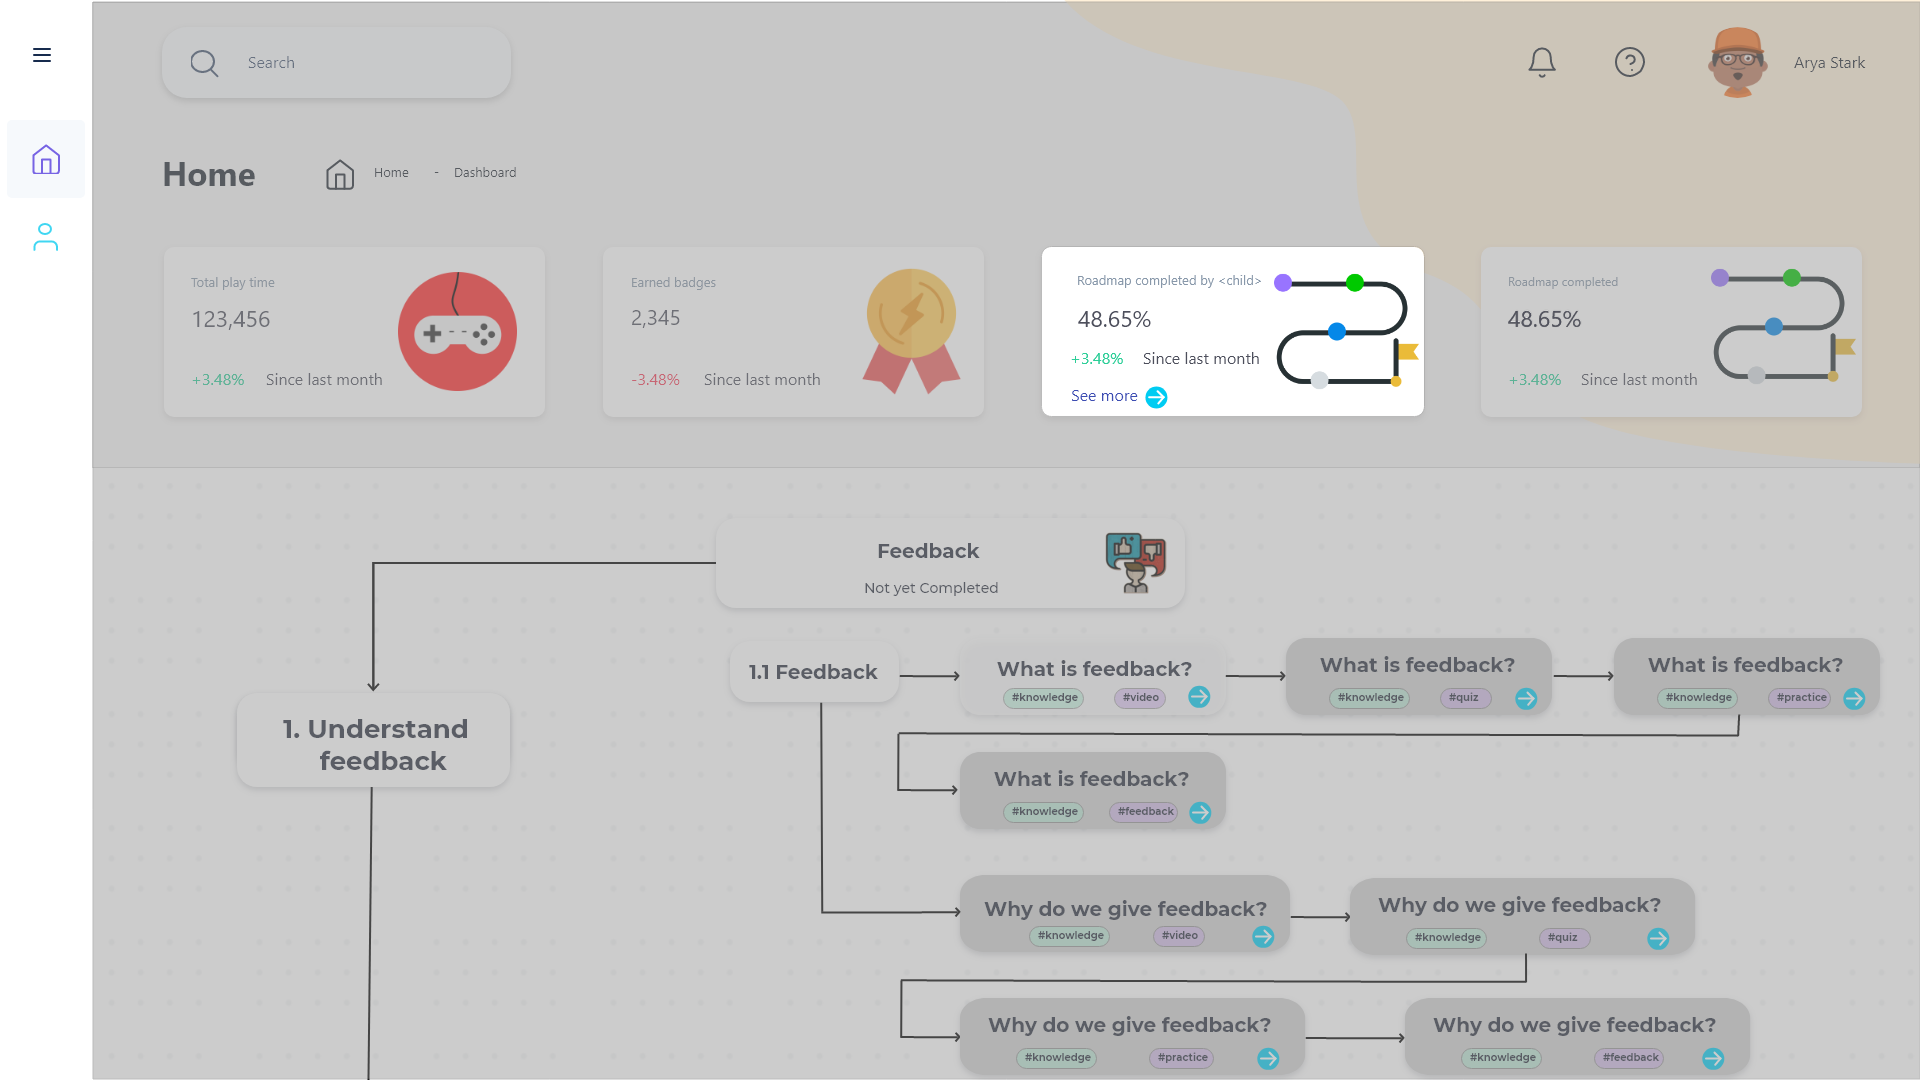 Search
Arya Stark
Home
Home - Dashboard
Total play time
123,456
+3.48% Since last month
Earned badges
2,345
-3.48% Since last month
Roadmap completed by <child>
48.65%
+3.48% Since last month
See more
Roadmap completed
48.65%
+3.48% Since last month
Feedback
Not yet Completed
1. Understand
feedback
1.1 Feedback
What is feedback?
#knowledge #video
What is feedback?
#knowledge #quiz
What is feedback?
#knowledge #practice
What is feedback?
#knowledge #feedback
Why do we give feedback?
#knowledge #video
Why do we give feedback?
#knowledge #quiz
Why do we give feedback?
#knowledge #practice
Why do we give feedback?
#knowledge #feedback